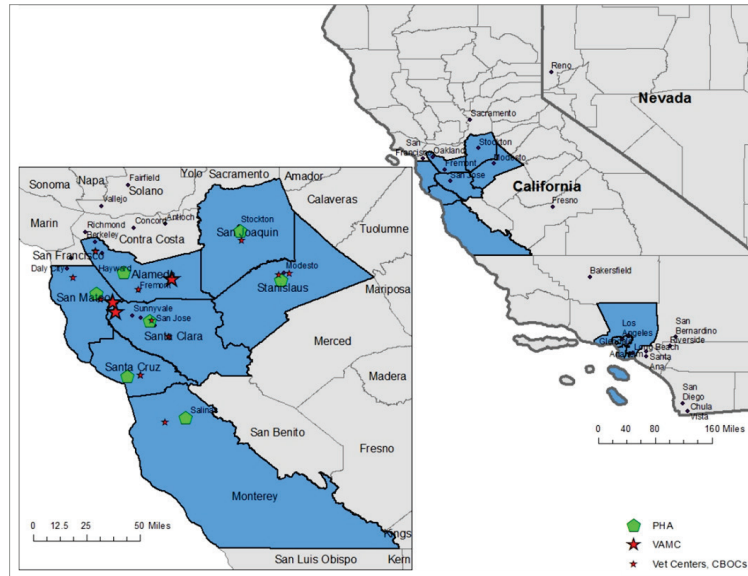 Reno
Nevada
Sacramento
San
Francisco
Oakland
Stockton
Modesto
Fremont
San Jose
California
Fresno
Bakersfield
Los
Angeles
San
Bernardino
Riverside
Long Beach
Santa
Ana
San
Diego
Chula
Vista
0 40 80 160 Miles
Sonoma
Napa
Fairfield
Solano
Yolo
Sacramento
Amador
Vallejo
Calaveras
Marin
Richmond
Berkeley
Concord
Antioch
Contra Costa
Stockton
San Joaquin
Tuolumne
San Francisco
Daly City
Hayward
Alameda
Fremont
Modesto
Stanislaus
Mariposa
San Mateo
Sunnyvale
San Jose
Santa Clara
Merced
Santa Cruz
Madera
Salinas
San Benito
Fresno
Monterey
Kings
Kern
San Luis Obispo
0 12.5 25 50 Miles
PHA
VAMC
Vet Centers, CBOCs